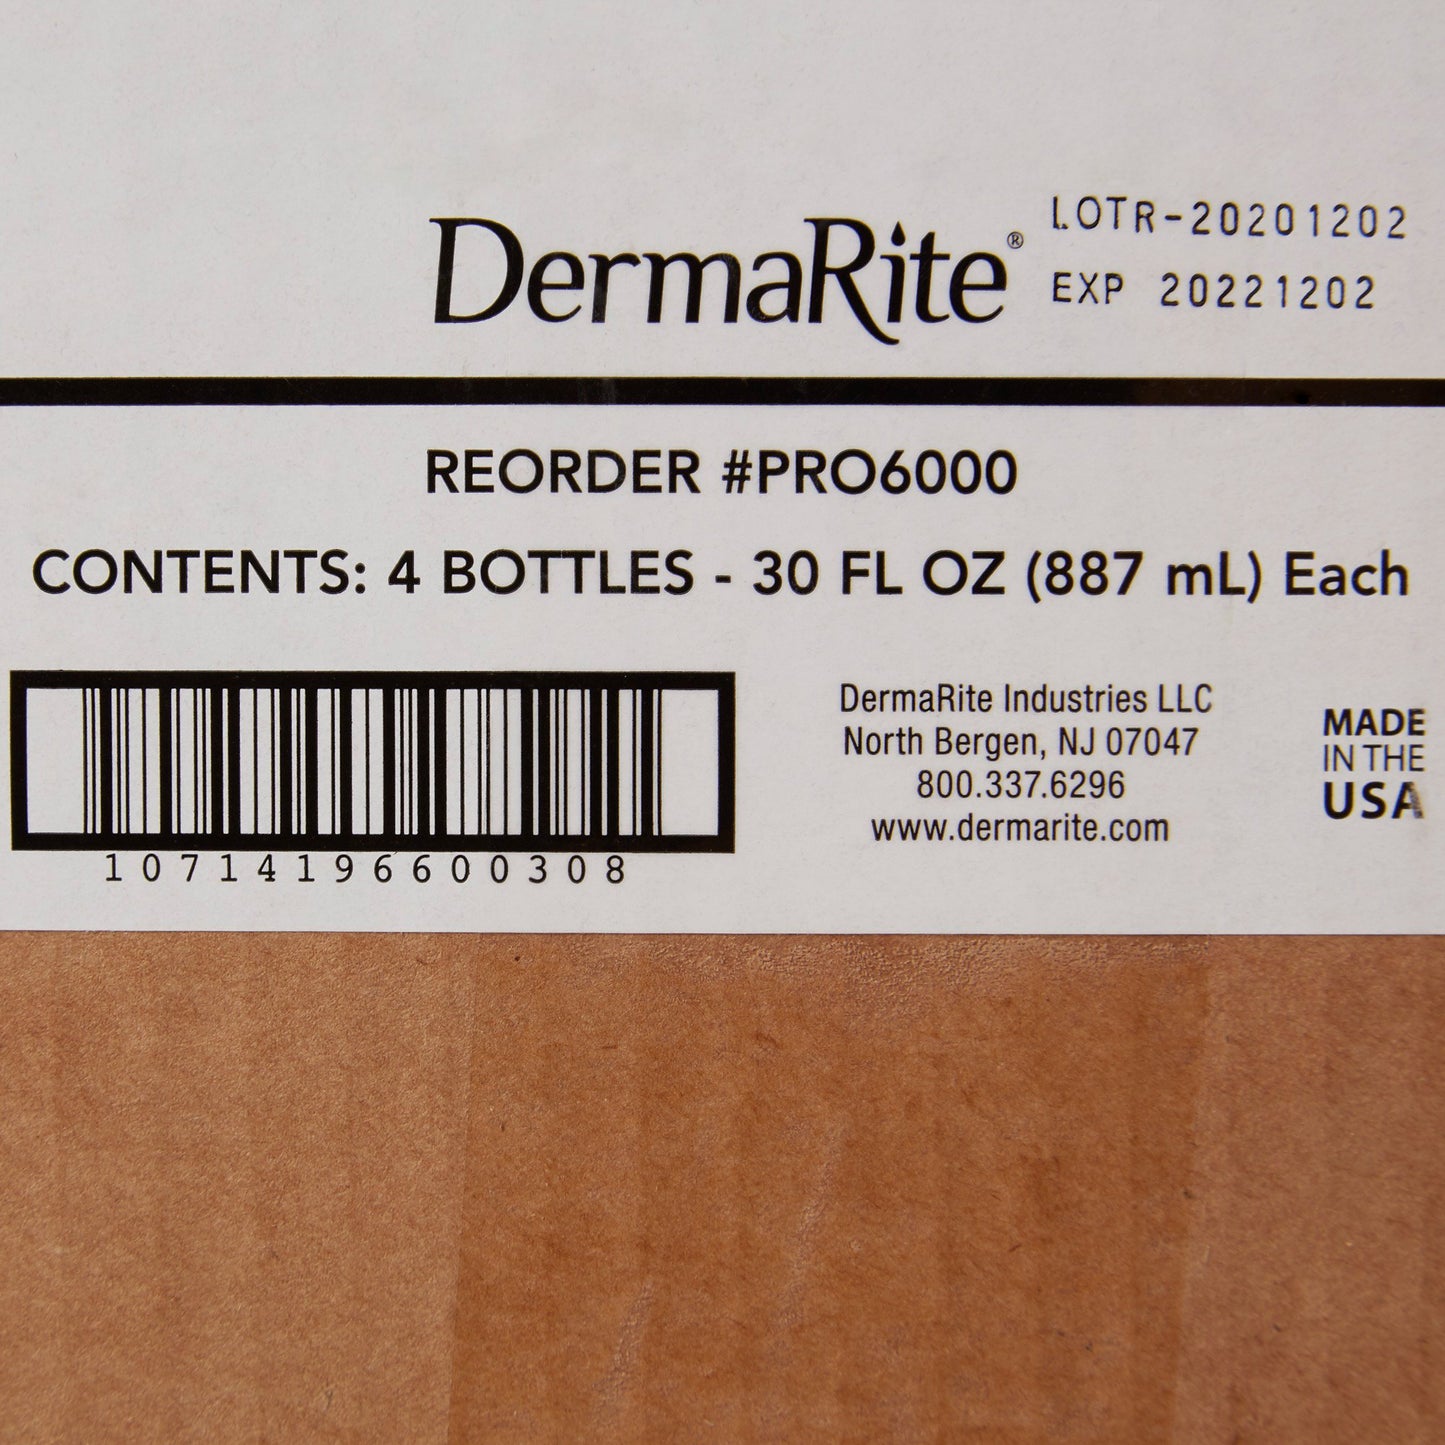 LOTR-20201202
DermaRite®
EXP 20221202
REORDER #PRO6000
CONTENTS: 4 BOTTLES - 30 FL OZ (887 mL) Each
10714196600308
DermaRite Industries LLC
North Bergen, NJ 07047
800.337.6296
www.dermarite.com
MADE
IN THE
USA